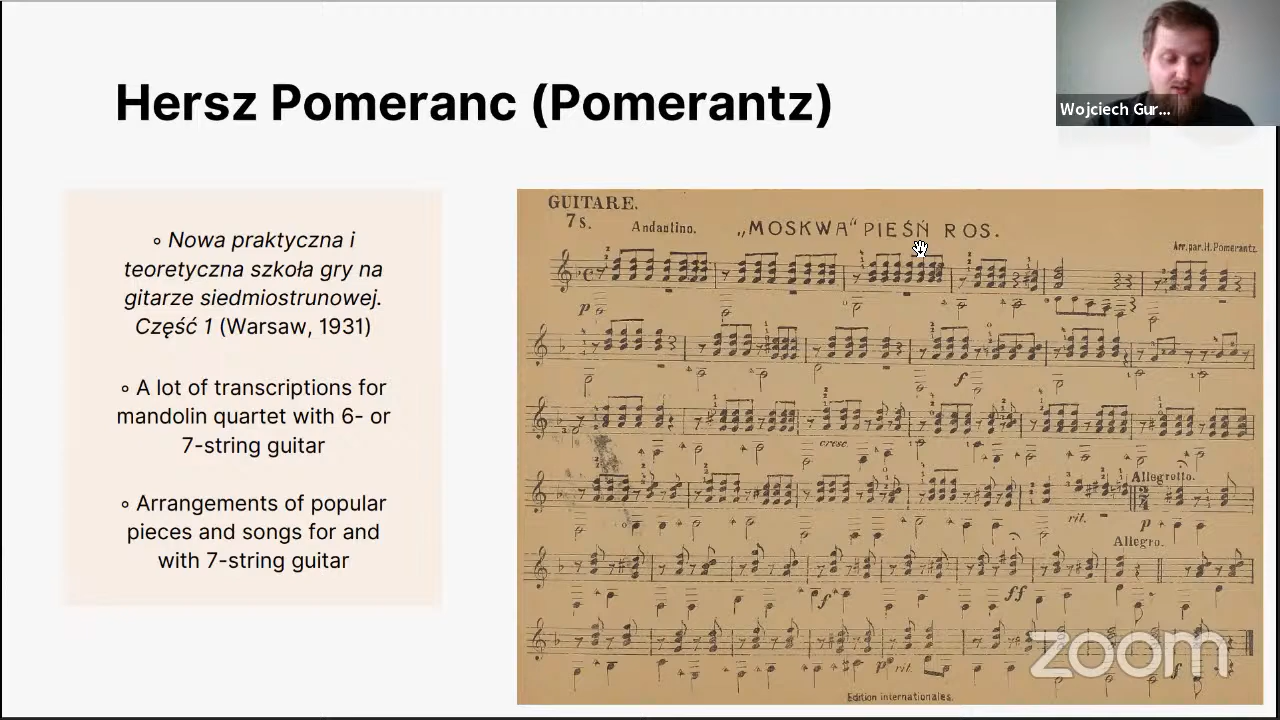 Hersz Pomeranc (Pomerantz)
Wojciech Gur...
∘ Nowa praktyczna i
teoretyczna szkoła gry na
gitarze siedmiostrunowej.
Część 1 (Warsaw, 1931)
∘ A lot of transcriptions for
mandolin quartet with 6- or
7-string guitar
∘ Arrangements of popular
pieces and songs for and
with 7-string guitar
GUITARE.
7 s.
Andantino.
„MOSKWA“ PIEŚŃ ROS.
Arr. par. H. Pomerantz
p
f
cresc.
Allegretto.
rit.
p
Allegro.
f
ff
p rit.
f
zoom
Edition internationales.